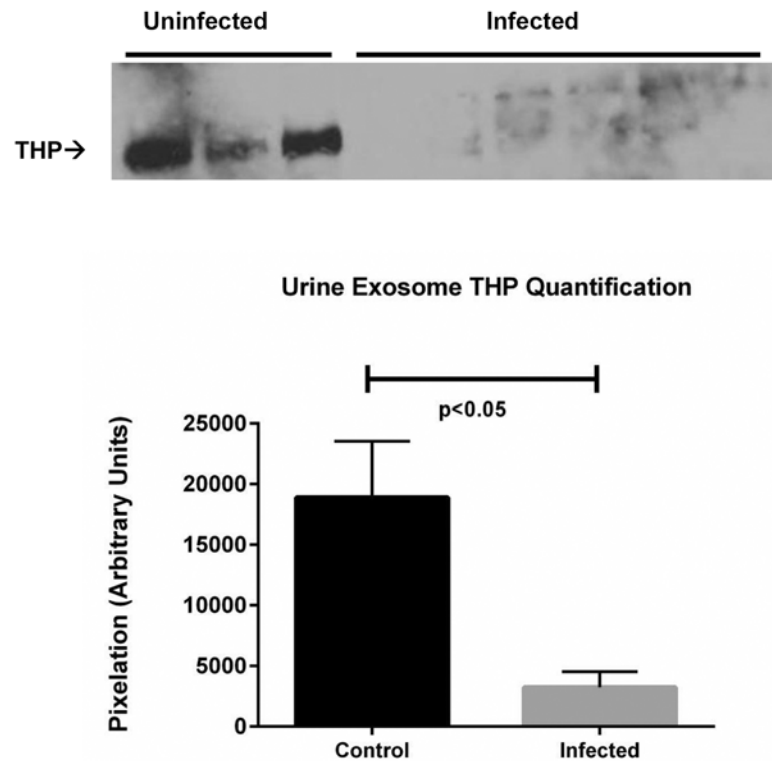 Uninfected Infected
THP→
Urine Exosome THP Quantification
p<0.05
Pixelation (Arbitrary Units)
25000
20000
15000
10000
5000
0
Control Infected